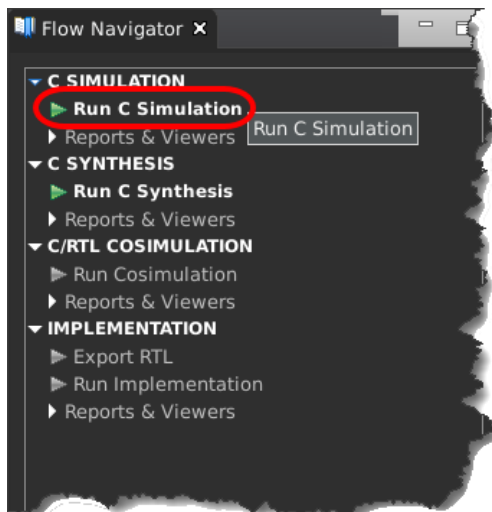 Flow Navigator
C SIMULATION
Run C Simulation
Run C Simulation
Reports & Viewers
C SYNTHESIS
Run C Synthesis
Reports & Viewers
C/RTL COSIMULATION
Run Cosimulation
Reports & Viewers
IMPLEMENTATION
Export RTL
Run Implementation
Reports & Viewers